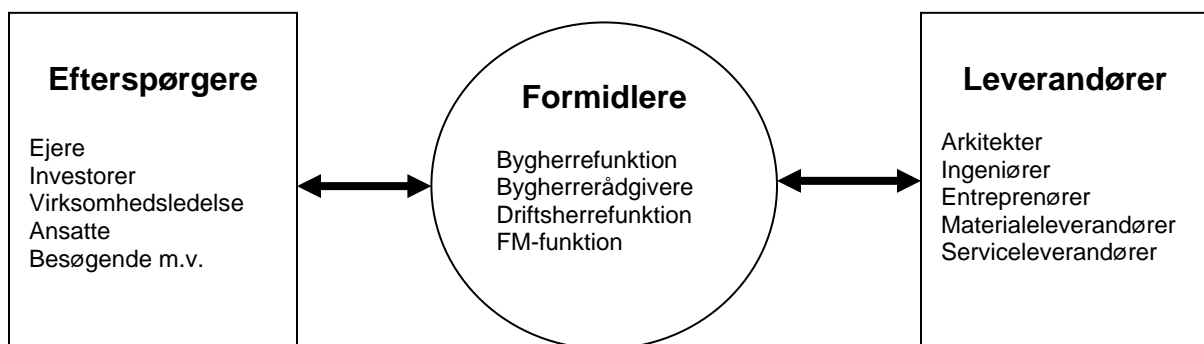 Efterspørgere
Ejere
Investorer
Virksomhedsledelse
Ansatte
Besøgende m.v.
Formidlere
Bygherrefunktion
Bygherrerådgivere
Driftsherrefunktion
FM-funktion
Leverandører
Arkitekter
Ingeniører
Entreprenører
Materialeleverandører
Serviceleverandører